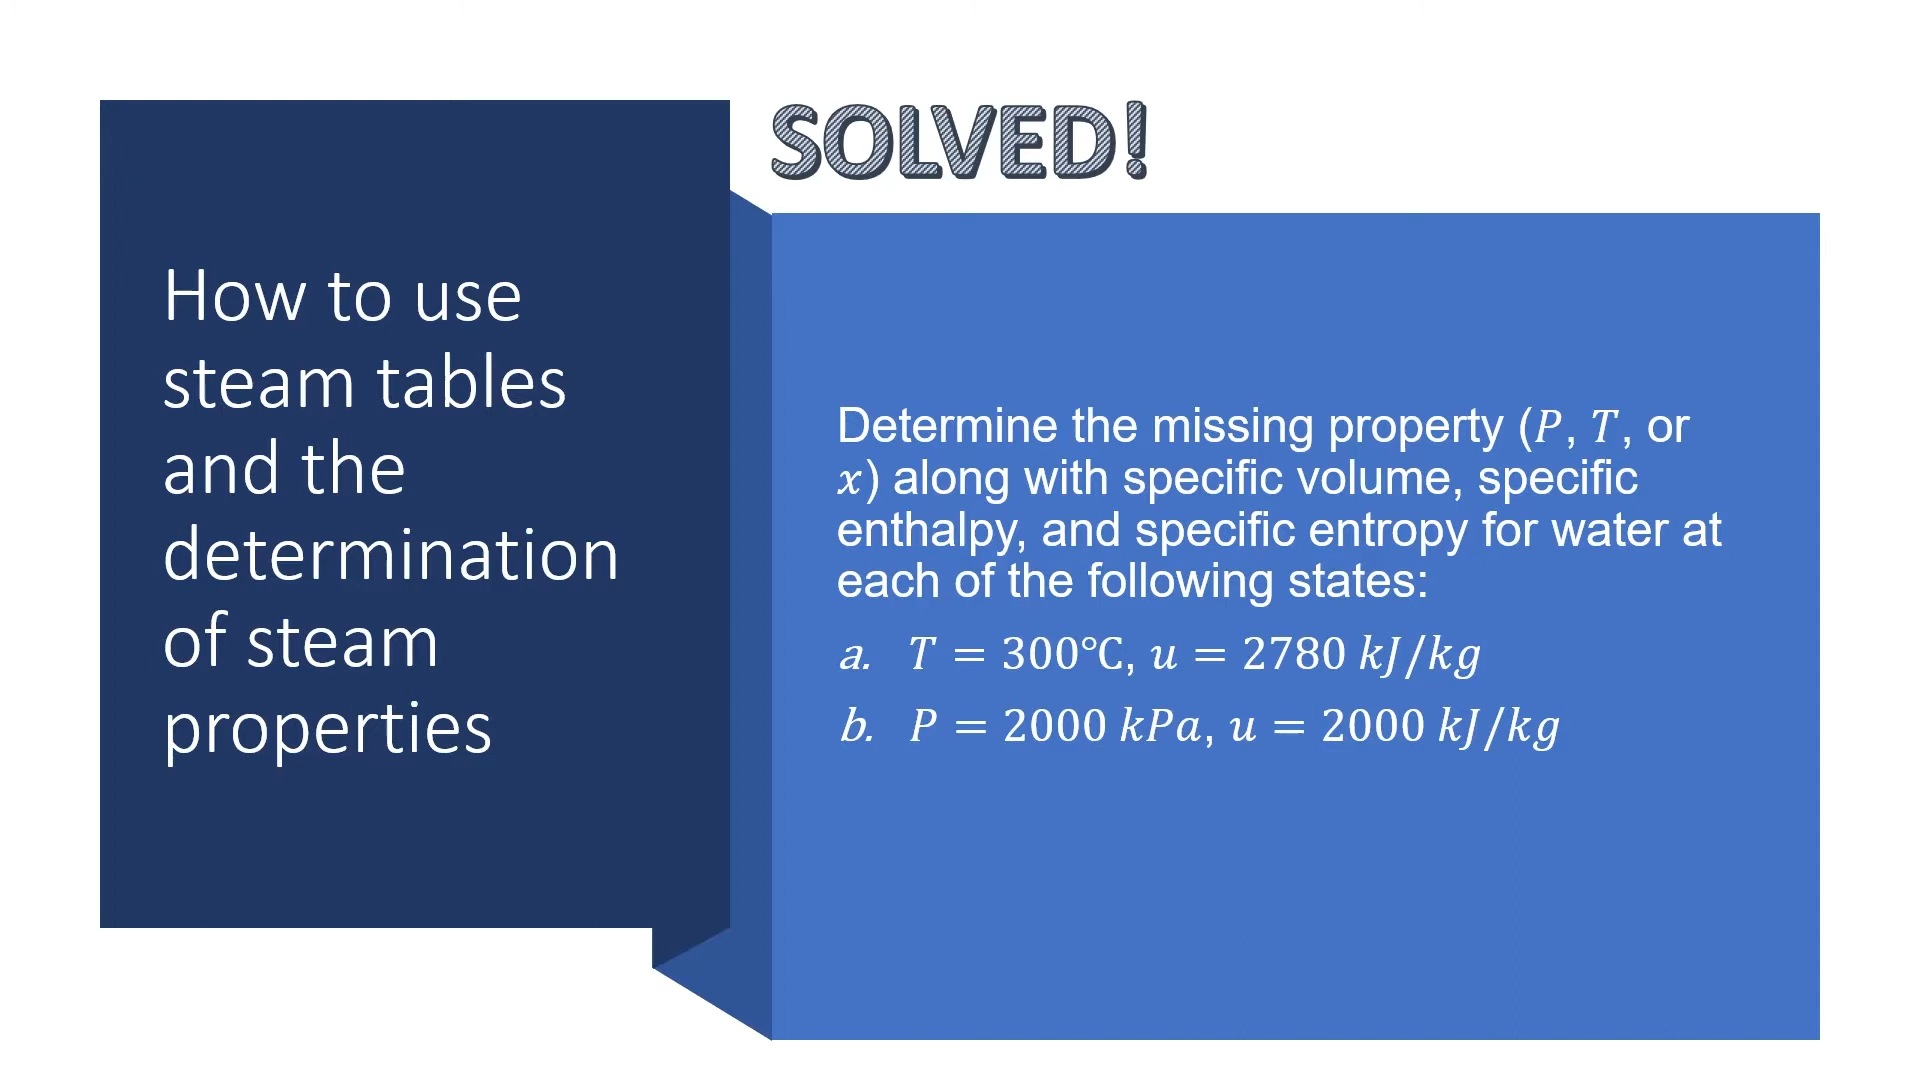 SOLVED!
How to use
steam tables
and the
determination
of steam
properties
Determine the missing property (P, T, or
x) along with specific volume, specific
enthalpy, and specific entropy for water at
each of the following states:
a. T = 300℃, u = 2780 kJ/kg
b. P = 2000 kPa, u = 2000 kJ/kg